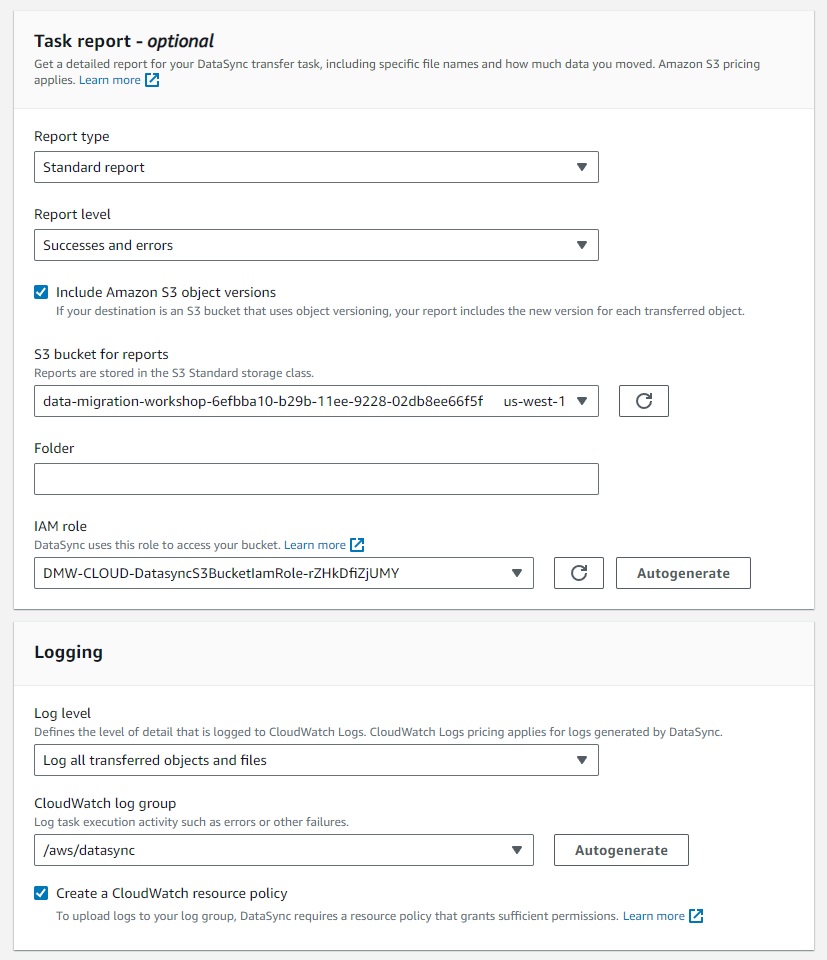 Task report - optional
Get a detailed report for your DataSync transfer task, including specific file names and how much data you moved. Amazon S3 pricing
applies. Learn more
Report type
Standard report
Report level
Successes and errors
Include Amazon S3 object versions
If your destination is an S3 bucket that uses object versioning, your report includes the new version for each transferred object.
S3 bucket for reports
Reports are stored in the S3 Standard storage class.
data-migration-workshop-6efbba10-b29b-11ee-9228-02db8ee66f5f us-west-1
Folder
IAM role
DataSync uses this role to access your bucket. Learn more
DMW-CLOUD-DatasyncS3BucketIamRole-rZHkDfiZjUMY
Autogenerate
Logging
Log level
Defines the level of detail that is logged to CloudWatch Logs. CloudWatch Logs pricing applies for logs generated by DataSync.
Log all transferred objects and files
CloudWatch log group
Log task execution activity such as errors or other failures.
/aws/datasync
Autogenerate
Create a CloudWatch resource policy
To upload logs to your log group, DataSync requires a resource policy that grants sufficient permissions. Learn more